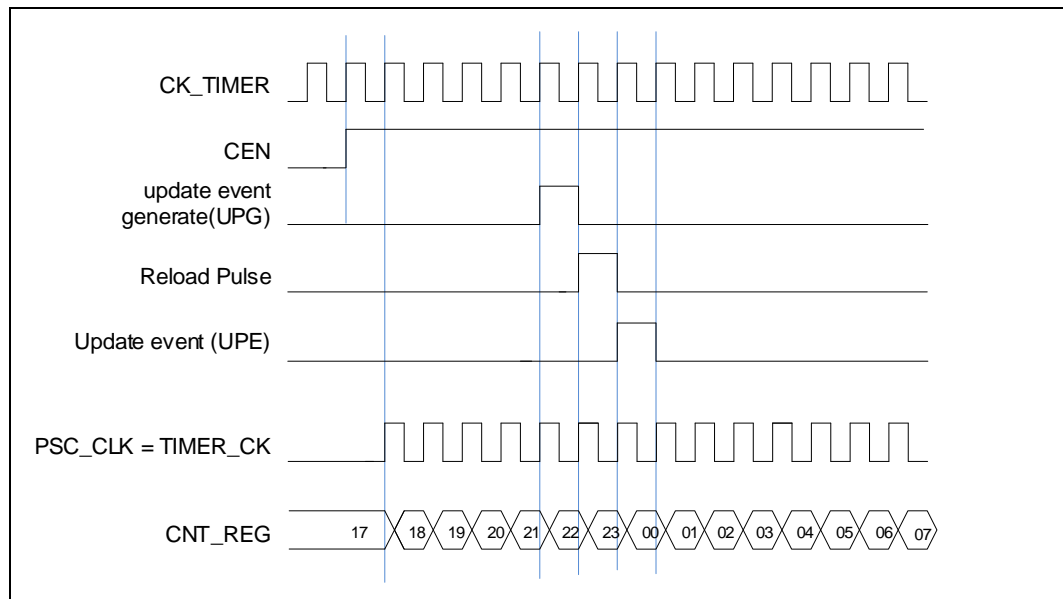 CK_TIMER
CEN
update event
generate(UPG)
Reload Pulse
Update event (UPE)
PSC_CLK = TIMER_CK
CNT_REG 17 18 19 20 21 22 23 00 01 02 03 04 05 06 07